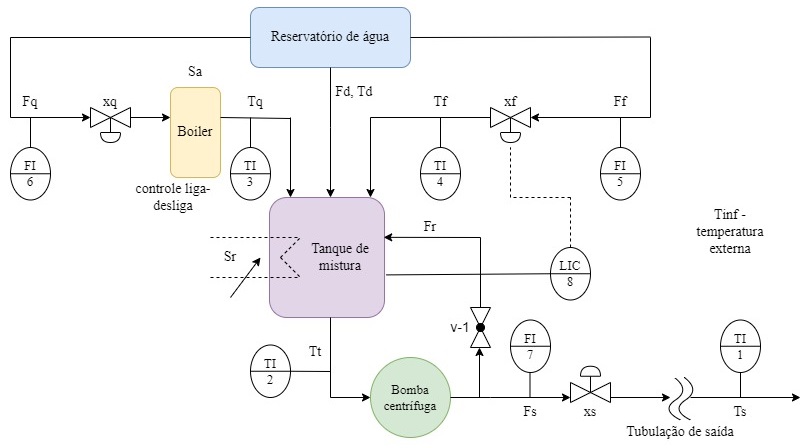 Reservatório de água
Sa
Fq
xq
Boiler
Tq
Fd, Td
Tf
xf
Ff
FI
6
TI
3
TI
4
FI
5
controle liga-
desliga
Tinf -
temperatura
externa
Sr
Tanque de
mistura
Fr
LIC
8
v-1
Tt
TI
2
Bomba
centrífuga
FI
7
TI
1
Fs
xs
Ts
Tubulação de saída